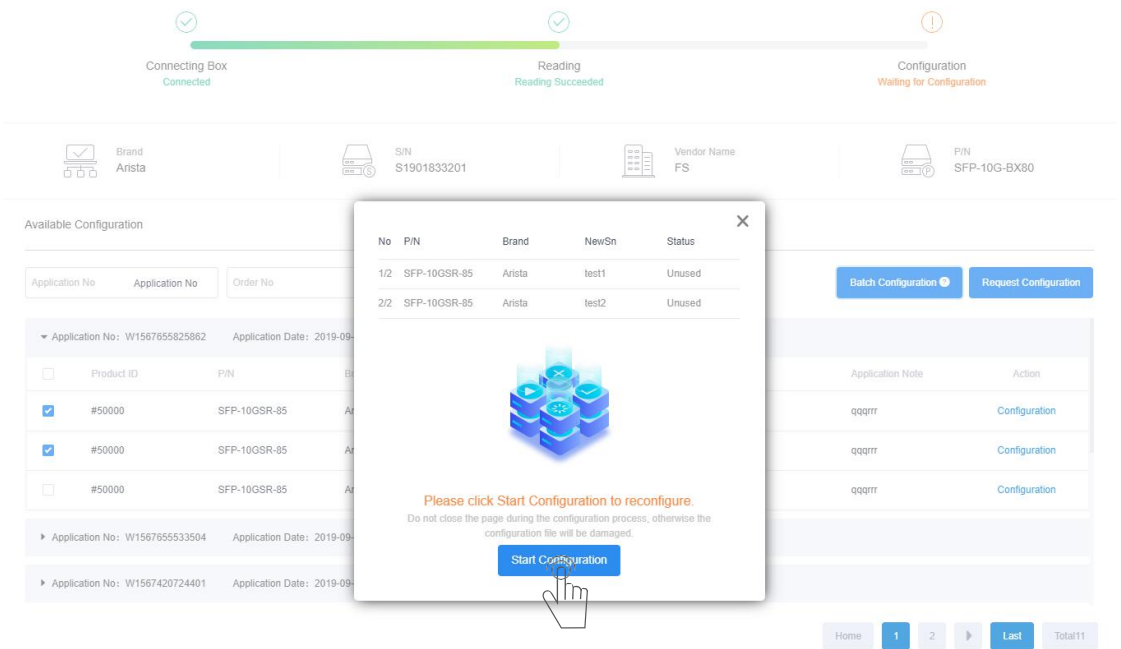 Connecting Box
Reading
Configuration
Connected
Reading Succeeded
Waiting for Configuration
Brand
Arista
S/N
S1901833201
Vendor Name
FS
P/N
SFP-10G-BX80
Available Configuration
Application No
Application No
Order No
Batch Configuration ?
Request Configuration
No P/N Brand NewSn Status
1/2 SFP-10GSR-85 Arista test1 Unused
2/2 SFP-10GSR-85 Arista test2 Unused
Please click Start Configuration to reconfigure.
Do not close the page during the configuration process, otherwise the
configuration file will be damaged.
Start Configuration
Application No: W1567655825862 Application Date: 2019-09-
Product ID P/N Application Note Action
#50000 SFP-10GSR-85 Ar qqqrrr Configuration
#50000 SFP-10GSR-85 Ar qqqrrr Configuration
#50000 SFP-10GSR-85 Ar qqqrrr Configuration
Application No: W1567655533504 Application Date: 2019-09-
Application No: W1567420724401 Application Date: 2019-09-
Home 1 2 Last Total11